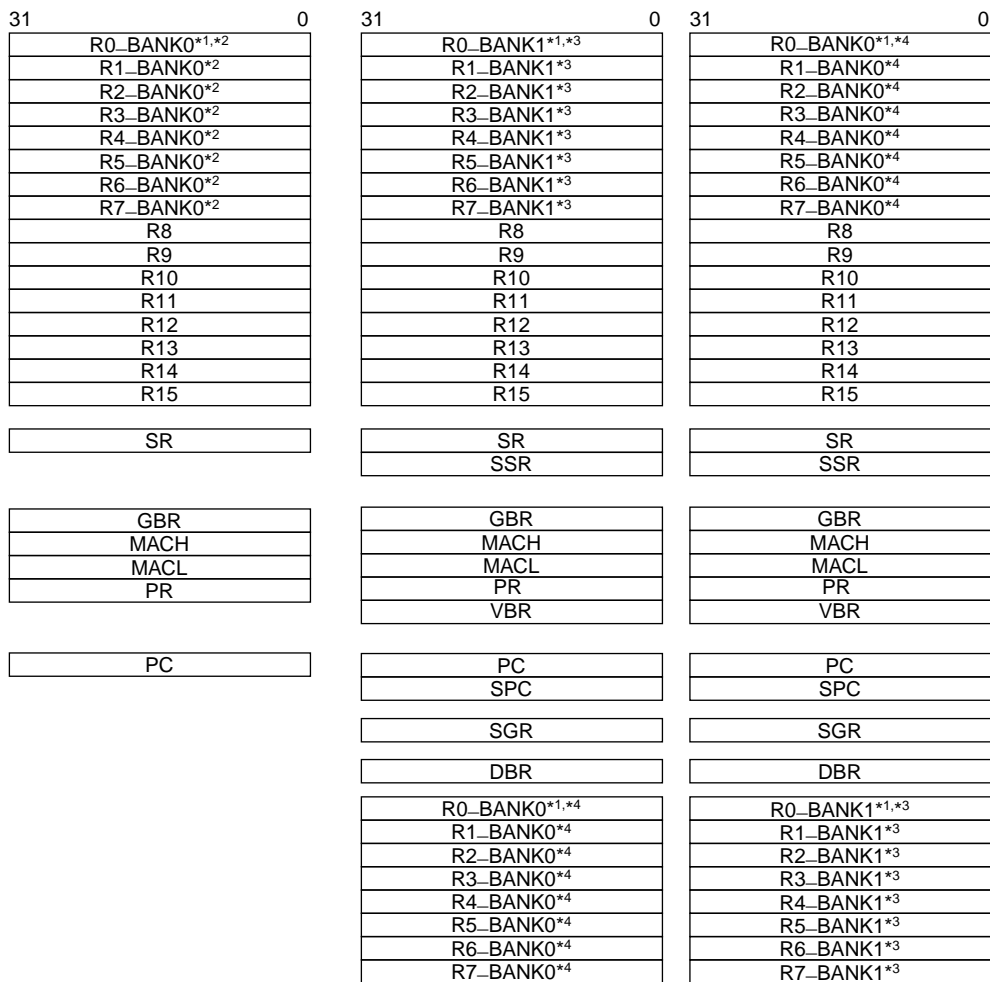 31 0 31 0 31 0
R0_BANK0*1,*2 R0_BANK1*1,*3 R0_BANK0*1,*4
R1_BANK0*2 R1_BANK1*3 R1_BANK0*4
R2_BANK0*2 R2_BANK1*3 R2_BANK0*4
R3_BANK0*2 R3_BANK1*3 R3_BANK0*4
R4_BANK0*2 R4_BANK1*3 R4_BANK0*4
R5_BANK0*2 R5_BANK1*3 R5_BANK0*4
R6_BANK0*2 R6_BANK1*3 R6_BANK0*4
R7_BANK0*2 R7_BANK1*3 R7_BANK0*4
R8 R8 R8
R9 R9 R9
R10 R10 R10
R11 R11 R11
R12 R12 R12
R13 R13 R13
R14 R14 R14
R15 R15 R15
SR SR SR
SSR SSR
GBR GBR GBR
MACH MACH MACH
MACL MACL MACL
PR PR PR
VBR VBR
PC PC PC
SPC SPC
SGR SGR
DBR DBR
R0_BANK0*1,*4 R0_BANK1*1,*3
R1_BANK0*4 R1_BANK1*3
R2_BANK0*4 R2_BANK1*3
R3_BANK0*4 R3_BANK1*3
R4_BANK0*4 R4_BANK1*3
R5_BANK0*4 R5_BANK1*3
R6_BANK0*4 R6_BANK1*3
R7_BANK0*4 R7_BANK1*3